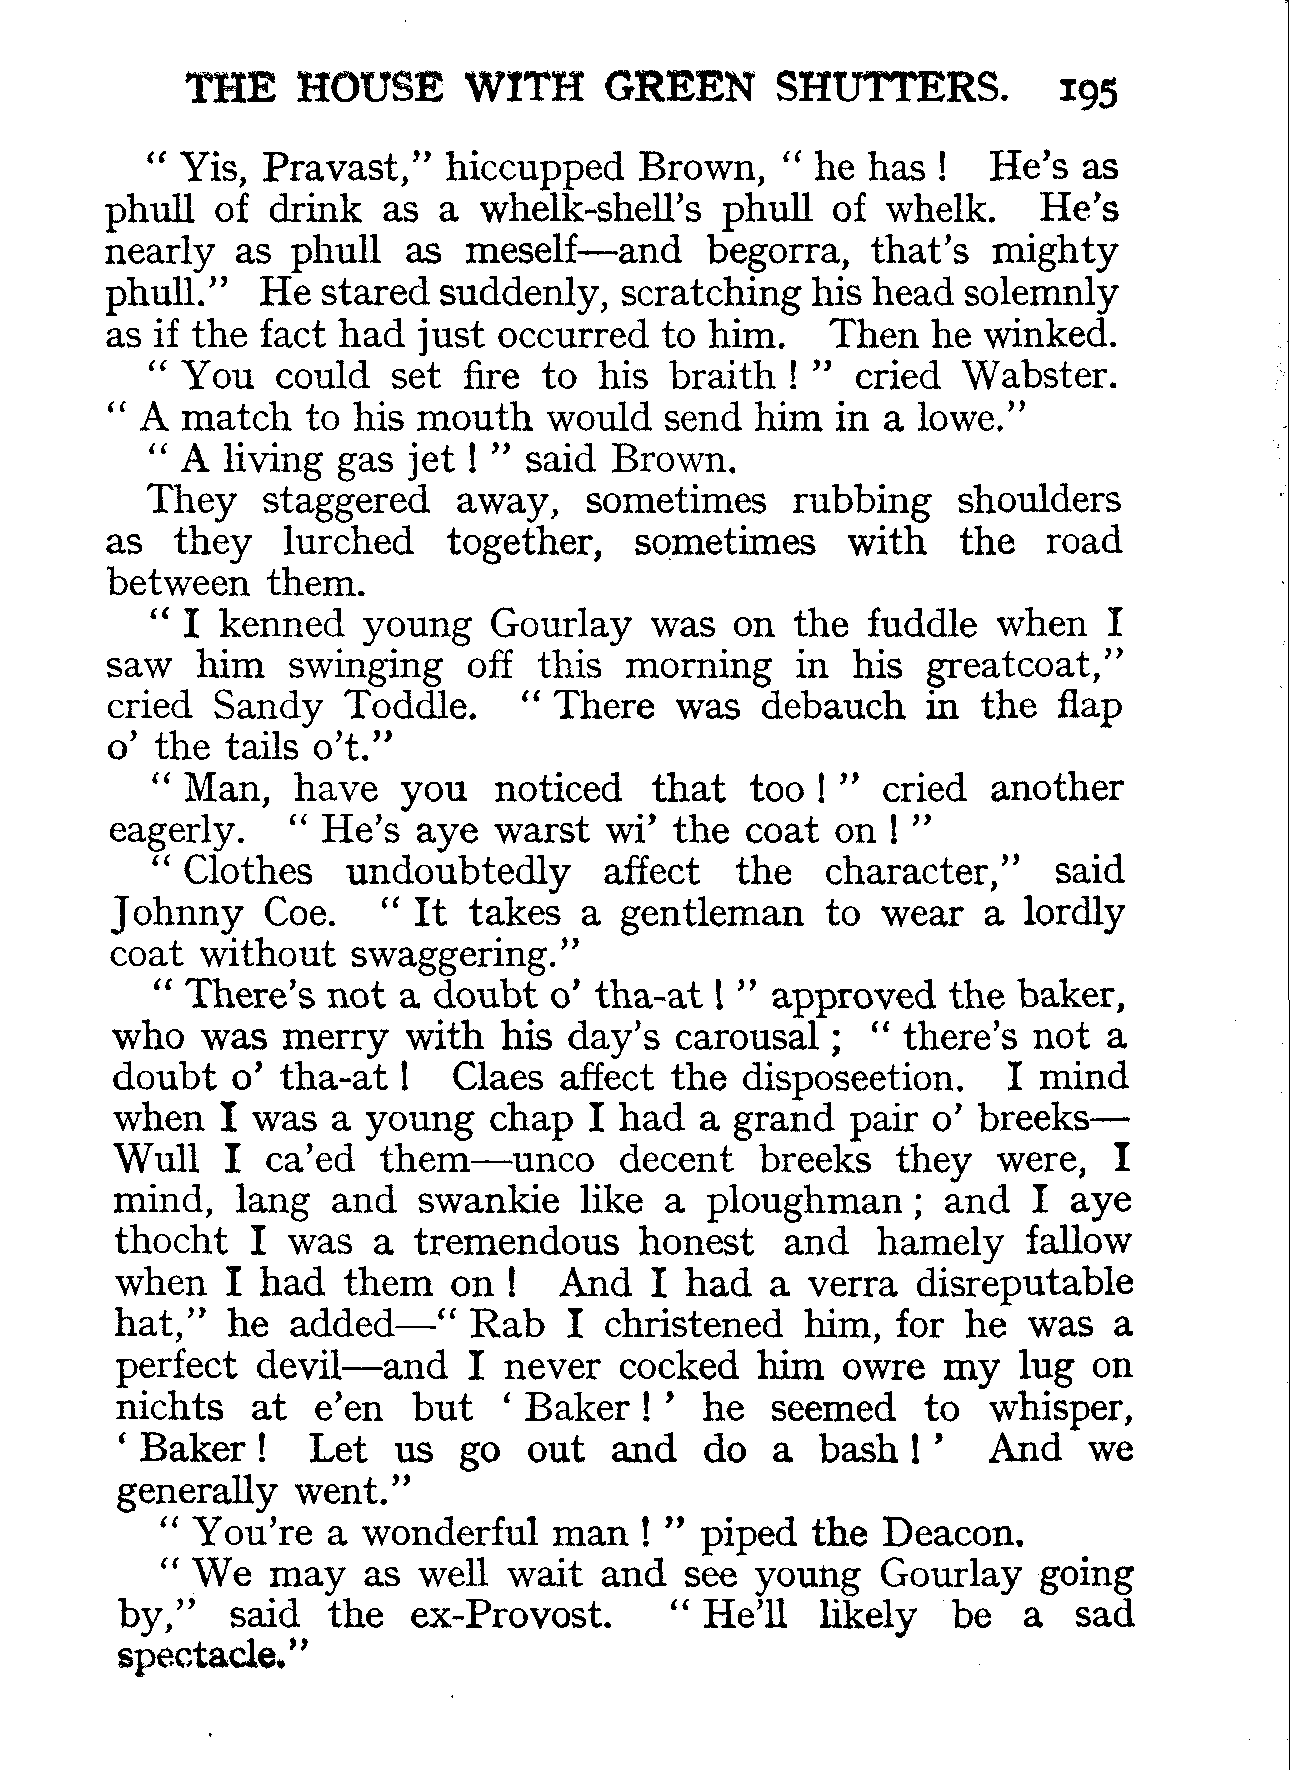 THE HOUSE WITH GREEN SHUTTERS. 195
“ Yis, Pravast,” hiccupped Brown, “ he has ! He’s as
phull of drink as a whelk-shell’s phull of whelk. He’s
nearly as phull as meself—and begorra, that’s mighty
phull.” He stared suddenly, scratching his head solemnly
as if the fact had just occurred to him. Then he winked.
“ You could set fire to his braith ! ” cried Wabster.
“ A match to his mouth would send him in a lowe.”
“ A living gas jet ! ” said Brown.
They staggered away, sometimes rubbing shoulders
as they lurched together, sometimes with the road
between them.
“ I kenned young Gourlay was on the fuddle when I
saw him swinging off this morning in his greatcoat,”
cried Sandy Toddle. “ There was debauch in the flap
o’ the tails o’t.”
“ Man, have you noticed that too ! ” cried another
eagerly. “ He’s aye warst wi’ the coat on ! ”
“ Clothes undoubtedly affect the character,” said
Johnny Coe. “ It takes a gentleman to wear a lordly
coat without swaggering.”
“ There’s not a doubt o’ tha-at ! ” approved the baker,
who was merry with his day’s carousal ; “ there’s not a
doubt o’ tha-at ! Claes affect the disposeetion. I mind
when I was a young chap I had a grand pair o’ breeks—
Wull I ca’ed them—unco decent breeks they were, I
mind, lang and swankie like a ploughman ; and I aye
thocht I was a tremendous honest and hamely fallow
when I had them on ! And I had a verra disreputable
hat,” he added—“ Rab I christened him, for he was a
perfect devil—and I never cocked him owre my lug on
nichts at e’en but ‘ Baker ! ’ he seemed to whisper,
‘ Baker ! Let us go out and do a bash ! ’ And we
generally went.”
“ You’re a wonderful man ! ” piped the Deacon.
“ We may as well wait and see young Gourlay going
by,” said the ex-Provost. “ He’ll likely be a sad
spectacle.”